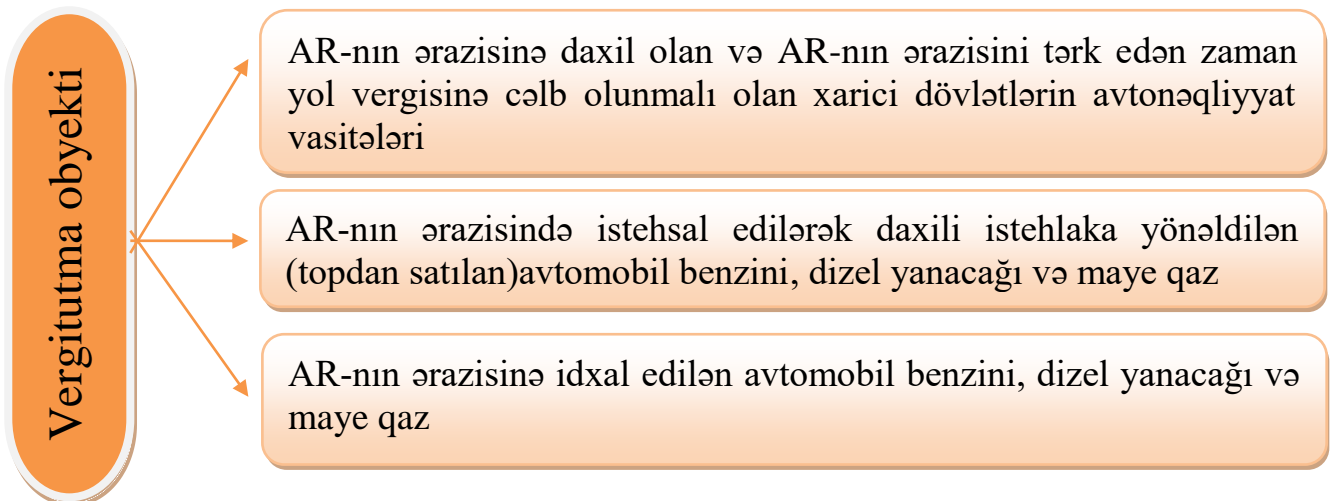 Vergitutma obyekti
AR-nın ərazisinə daxil olan və AR-nın ərazisini tərk edən zaman
yol vergisinə cəlb olunmalı olan xarici dövlətlərin avtonəqliyyat
vasitələri
AR-nın ərazisində istehsal edilərək daxili istehlaka yönəldilən
(topdan satılan)avtomobil benzini, dizel yanacağı və maye qaz
AR-nın ərazisinə idxal edilən avtomobil benzini, dizel yanacağı və
maye qaz